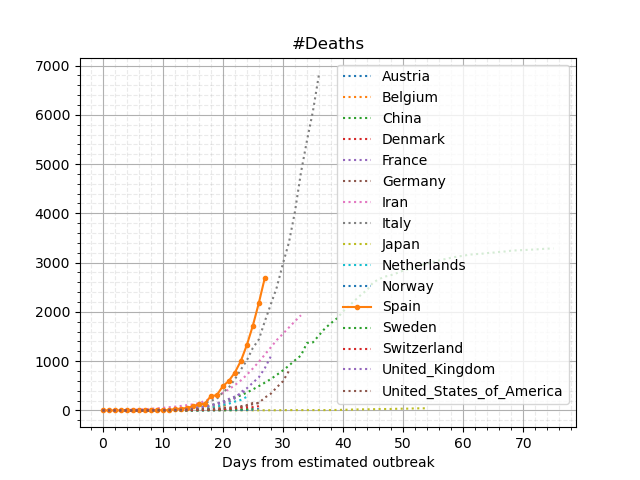 #Deaths
7000
6000
5000
4000
3000
2000
1000
0
Austria
Belgium
China
Denmark
France
Germany
Iran
Italy
Japan
Netherlands
Norway
Spain
Sweden
Switzerland
United_Kingdom
United_States_of_America
0 10 20 30 40 50 60 70
Days from estimated outbreak